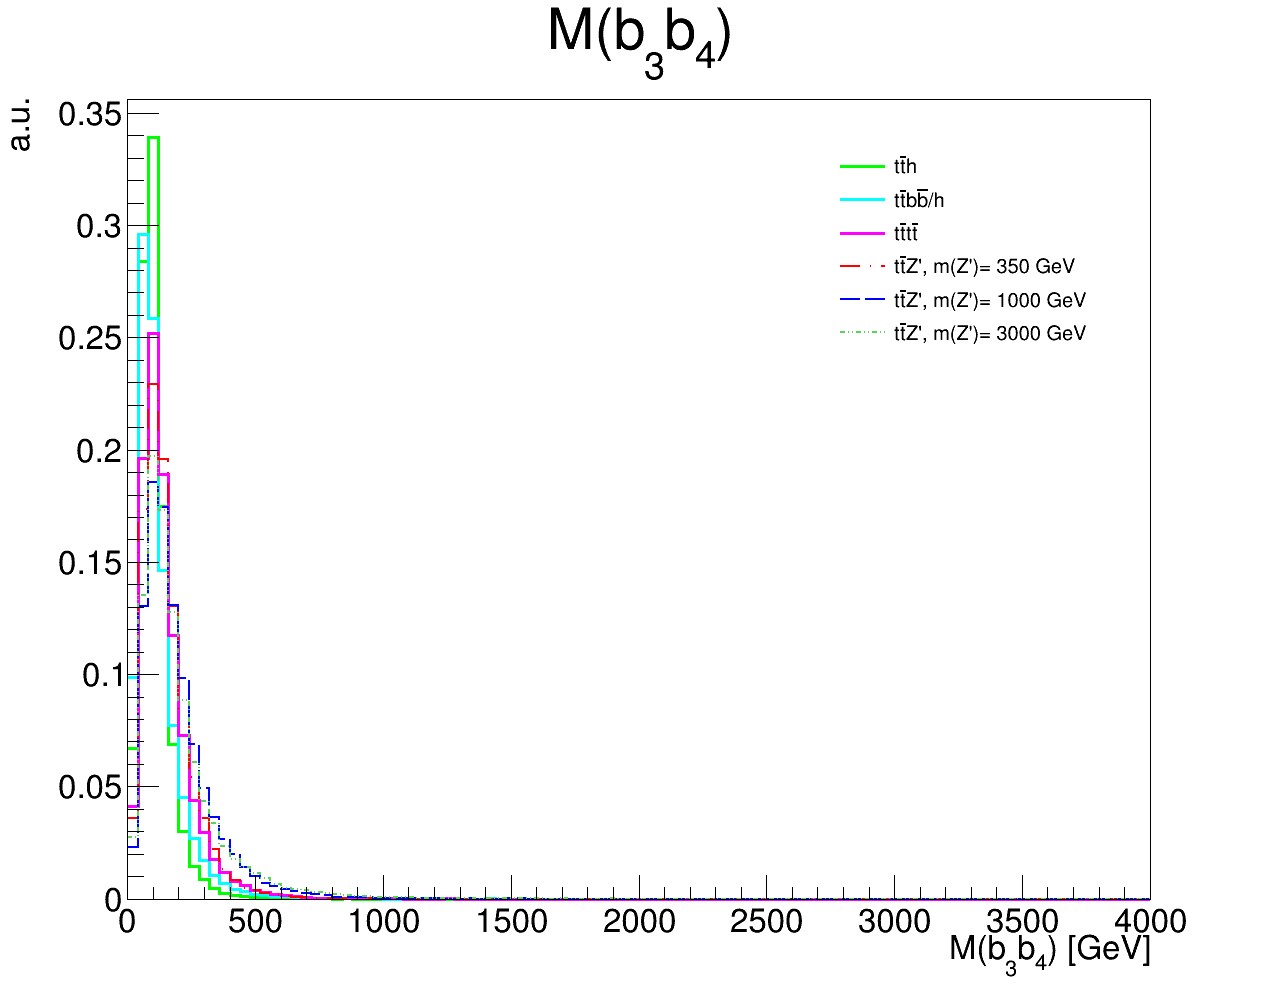 M(b₃b₄)
a.u.
0.35
0.3
0.25
0.2
0.15
0.1
0.05
0
tt̄h
tt̄bb̄/h
tt̄tt̄
tt̄Z', m(Z')= 350 GeV
tt̄Z', m(Z')= 1000 GeV
tt̄Z', m(Z')= 3000 GeV
0 500 1000 1500 2000 2500 3000 3500 4000
M(b₃b₄) [GeV]